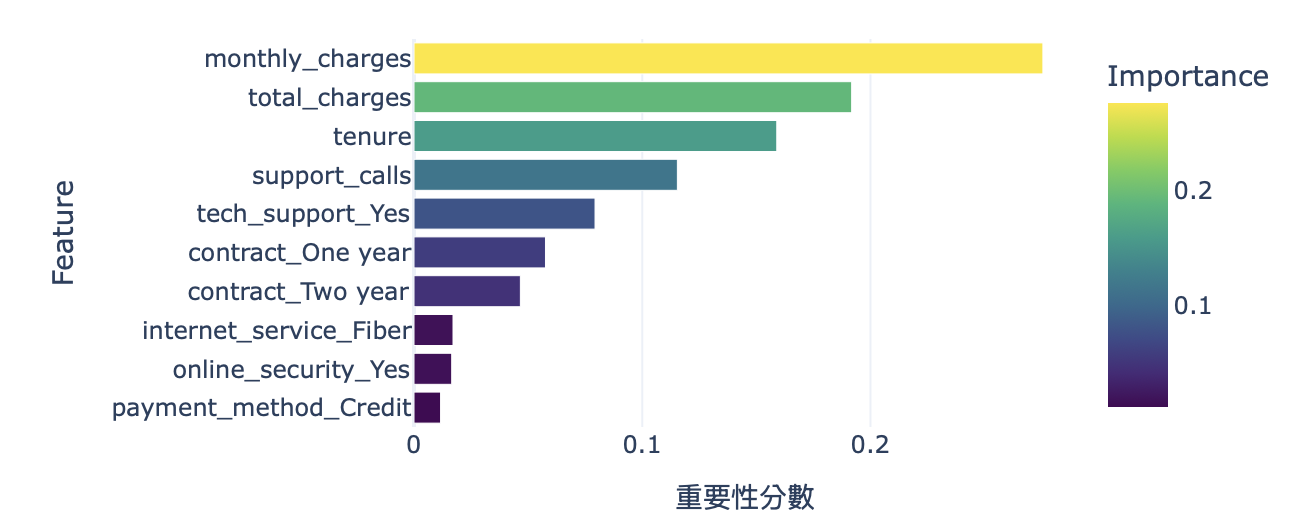 monthly_charges
total_charges
tenure
support_calls
tech_support_Yes
contract_One year
contract_Two year
internet_service_Fiber
online_security_Yes
payment_method_Credit
Feature
0
0.1
0.2
重要性分數
Importance
0.2
0.1